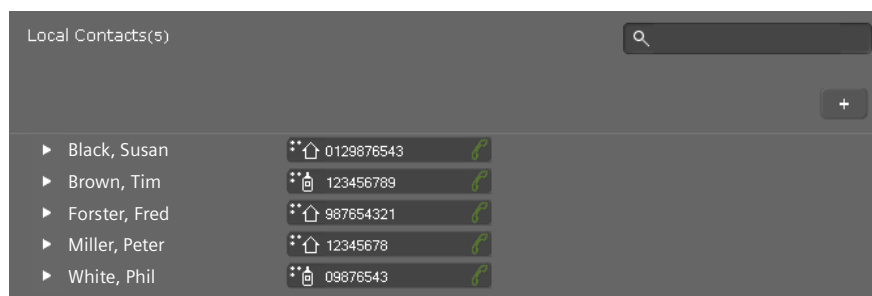 Local Contacts(5)
+
Black, Susan 0129876543
Brown, Tim 123456789
Forster, Fred 987654321
Miller, Peter 12345678
White, Phil 09876543